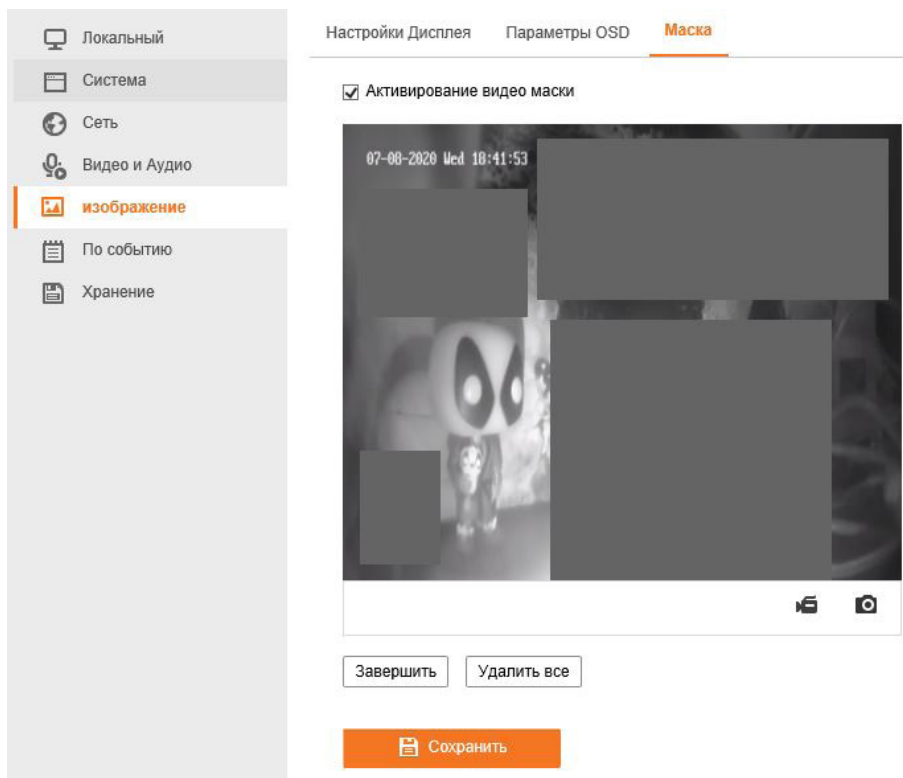 Локальный
Система
Сеть
Видео и Аудио
изображение
По событию
Хранение
Настройки Дисплея Параметры OSD Маска
Активирование видео маски
07-08-2020 Wed 18:41:53
Завершить Удалить все
Сохранить